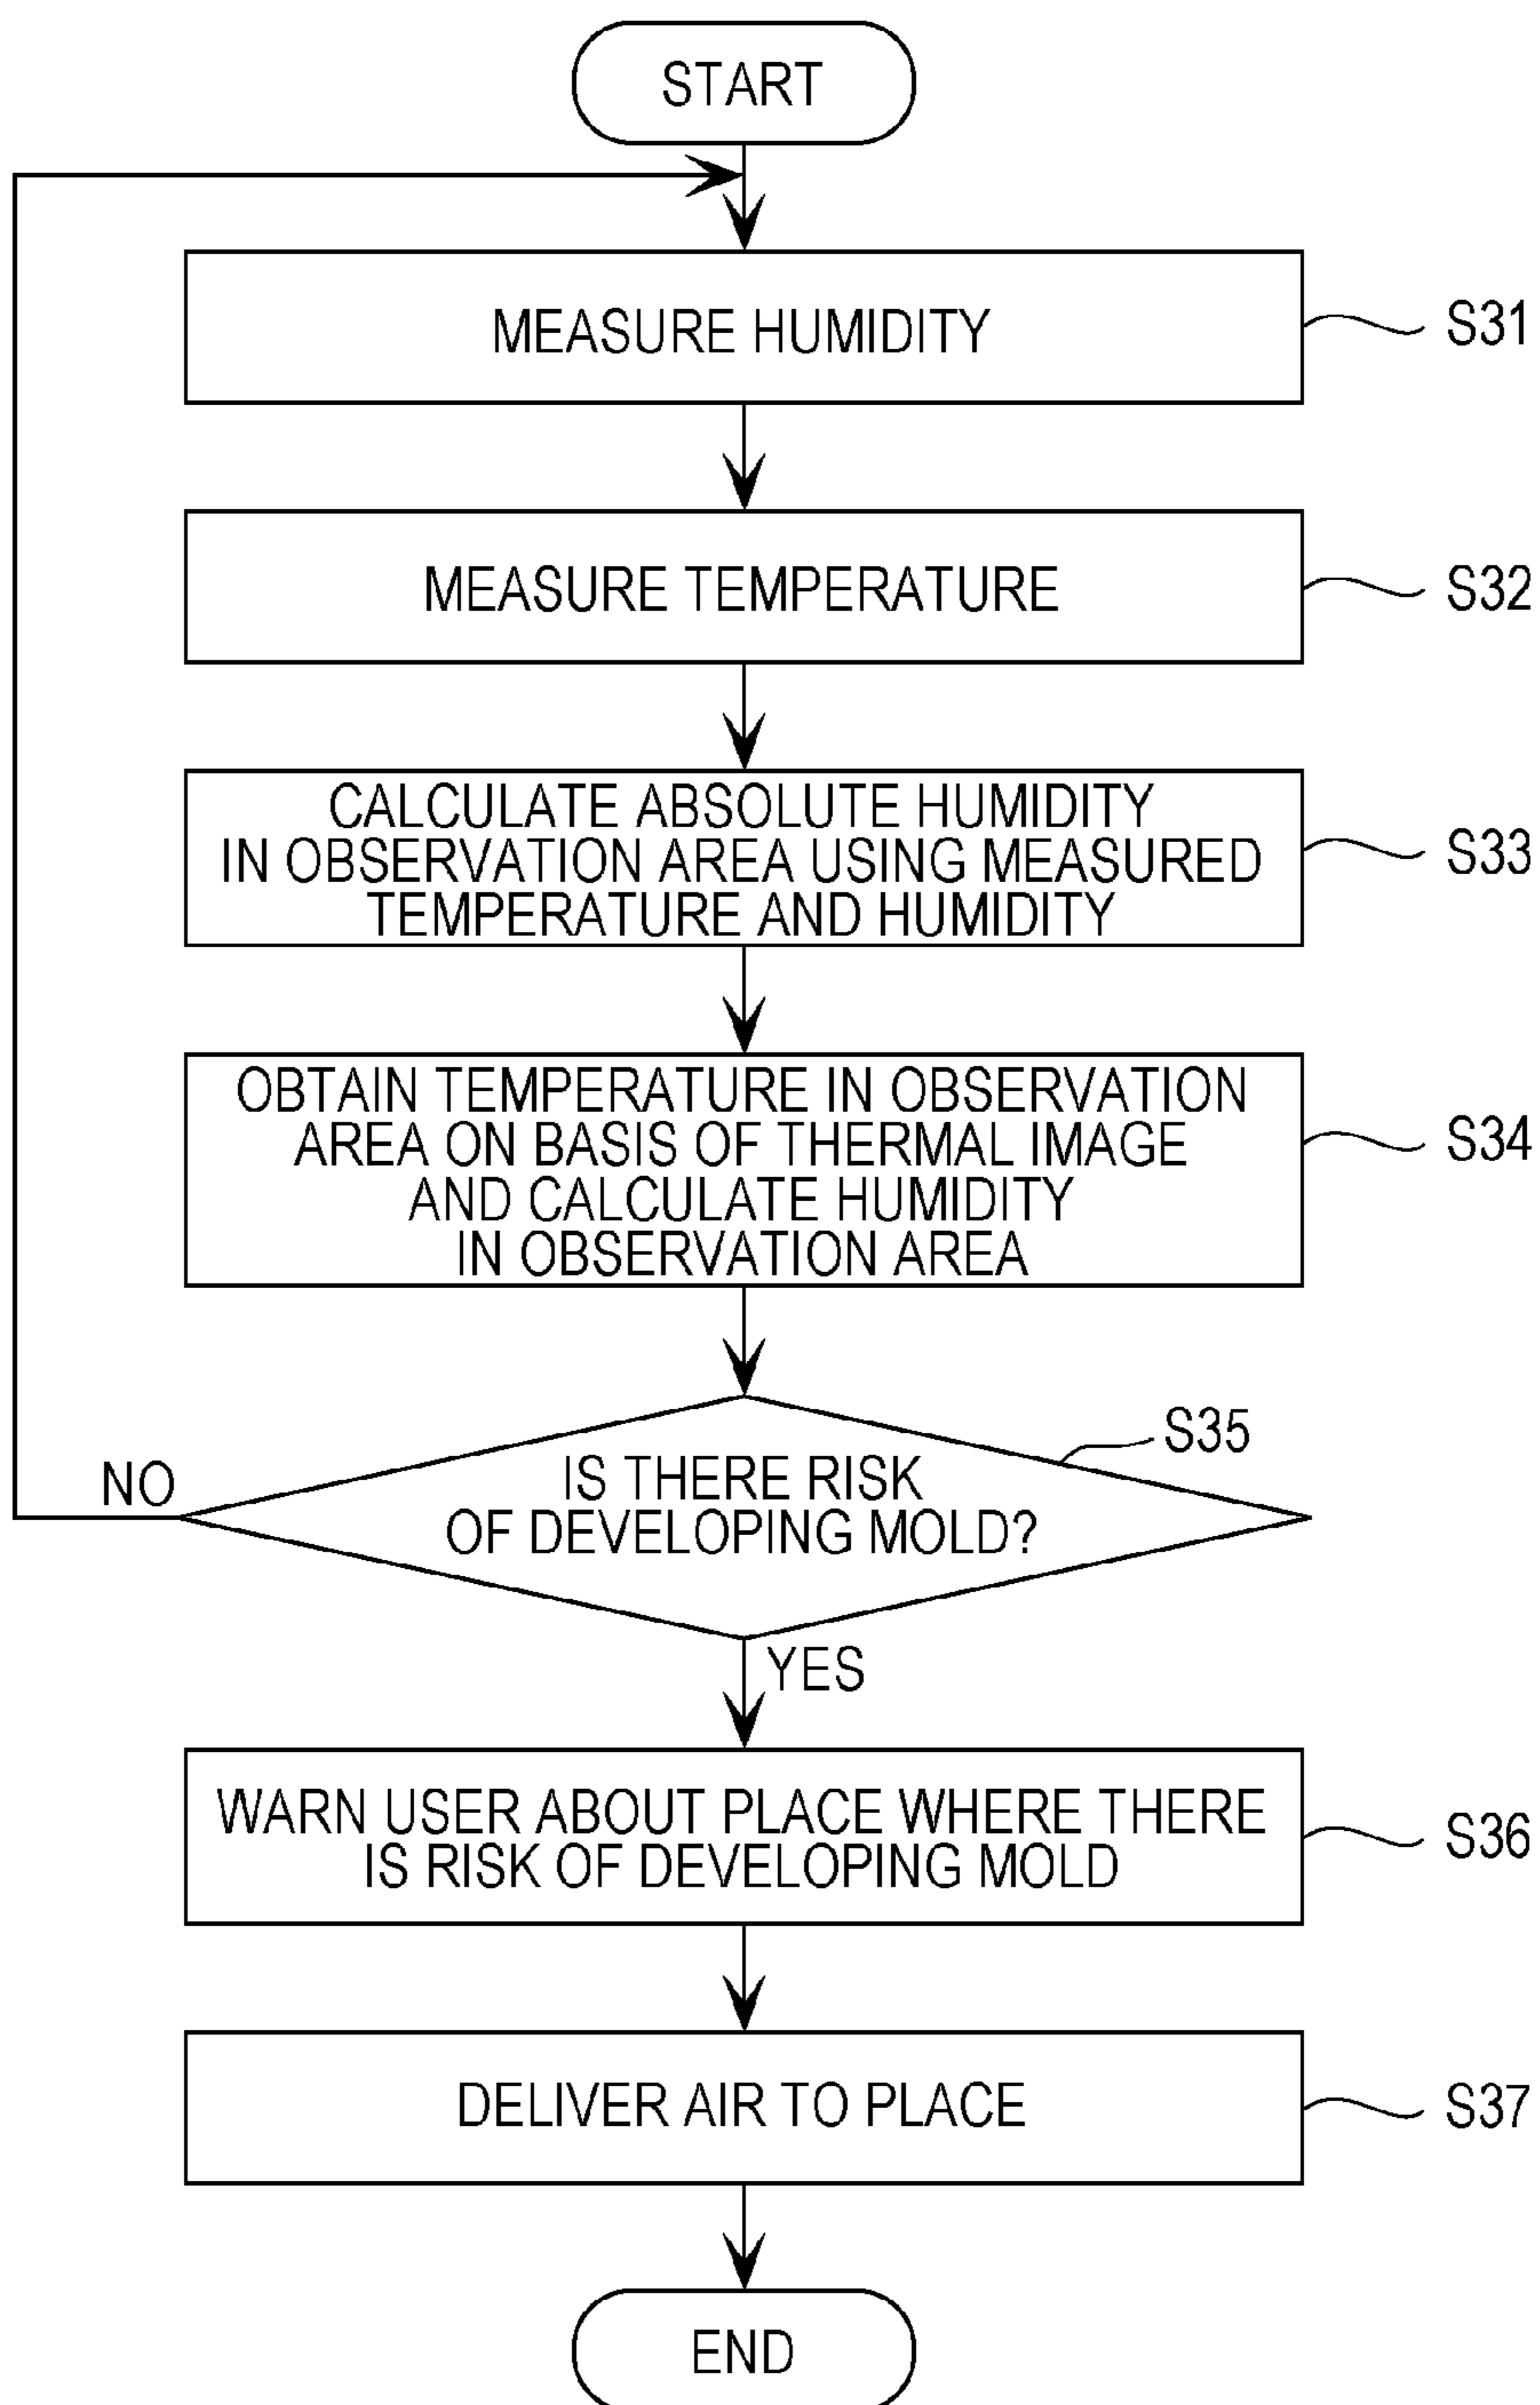 START
MEASURE HUMIDITY
S31
MEASURE TEMPERATURE
S32
CALCULATE ABSOLUTE HUMIDITY
IN OBSERVATION AREA USING MEASURED
TEMPERATURE AND HUMIDITY
S33
OBTAIN TEMPERATURE IN OBSERVATION
AREA ON BASIS OF THERMAL IMAGE
AND CALCULATE HUMIDITY
IN OBSERVATION AREA
S34
S35
NO
IS THERE RISK
OF DEVELOPING MOLD?
YES
WARN USER ABOUT PLACE WHERE THERE
IS RISK OF DEVELOPING MOLD
S36
DELIVER AIR TO PLACE
S37
END